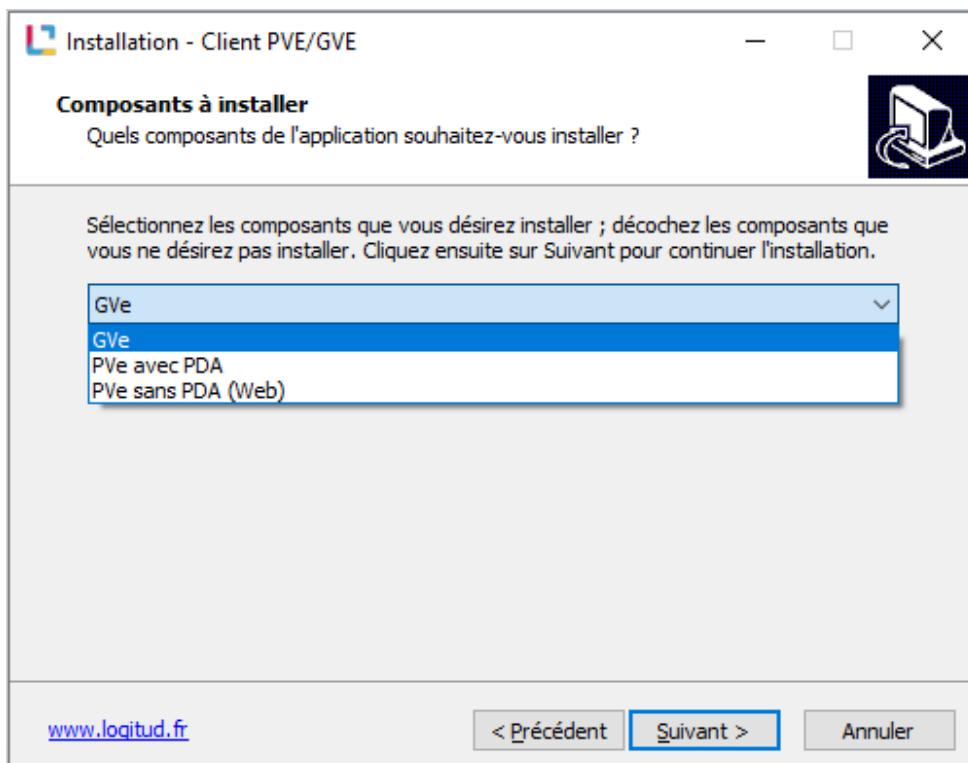 Installation - Client PVE/GVE
Composants à installer
Quels composants de l'application souhaitez-vous installer ?
Sélectionnez les composants que vous désirez installer ; décochez les composants que
vous ne désirez pas installer. Cliquez ensuite sur Suivant pour continuer l'installation.
GVe
GVe
PVe avec PDA
PVe sans PDA (Web)
www.logitud.fr
< Précédent
Suivant >
Annuler